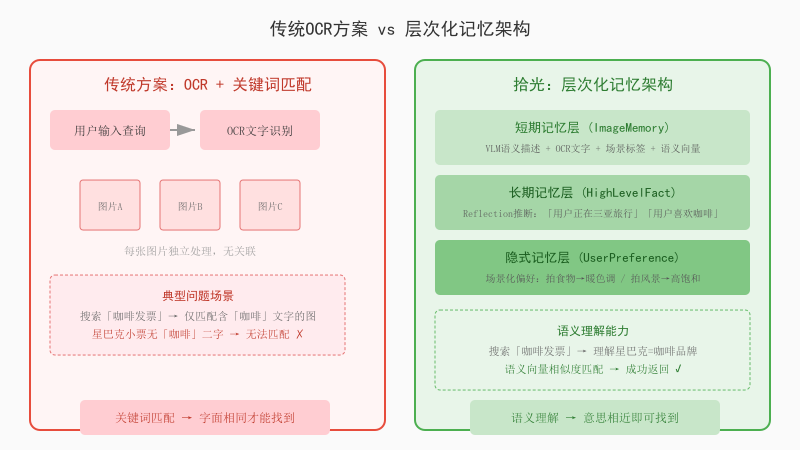 传统OCR方案 vs 层次化记忆架构
传统方案：OCR + 关键词匹配
用户输入查询
OCR文字识别
图片A
图片B
图片C
每张图片独立处理，无关联
典型问题场景
搜索「咖啡发票」→ 仅匹配含「咖啡」文字的图
星巴克小票无「咖啡」二字 → 无法匹配 ✗
关键词匹配 → 字面相同才能找到
拾光：层次化记忆架构
短期记忆层 (ImageMemory)
VLM语义描述 + OCR文字 + 场景标签 + 语义向量
长期记忆层 (HighLevelFact)
Reflection推断：「用户正在三亚旅行」「用户喜欢咖啡」
隐式记忆层 (UserPreference)
场景化偏好：拍食物→暖色调 / 拍风景→高饱和
语义理解能力
搜索「咖啡发票」→ 理解星巴克=咖啡品牌
语义向量相似度匹配 → 成功返回 ✓
语义理解 → 意思相近即可找到